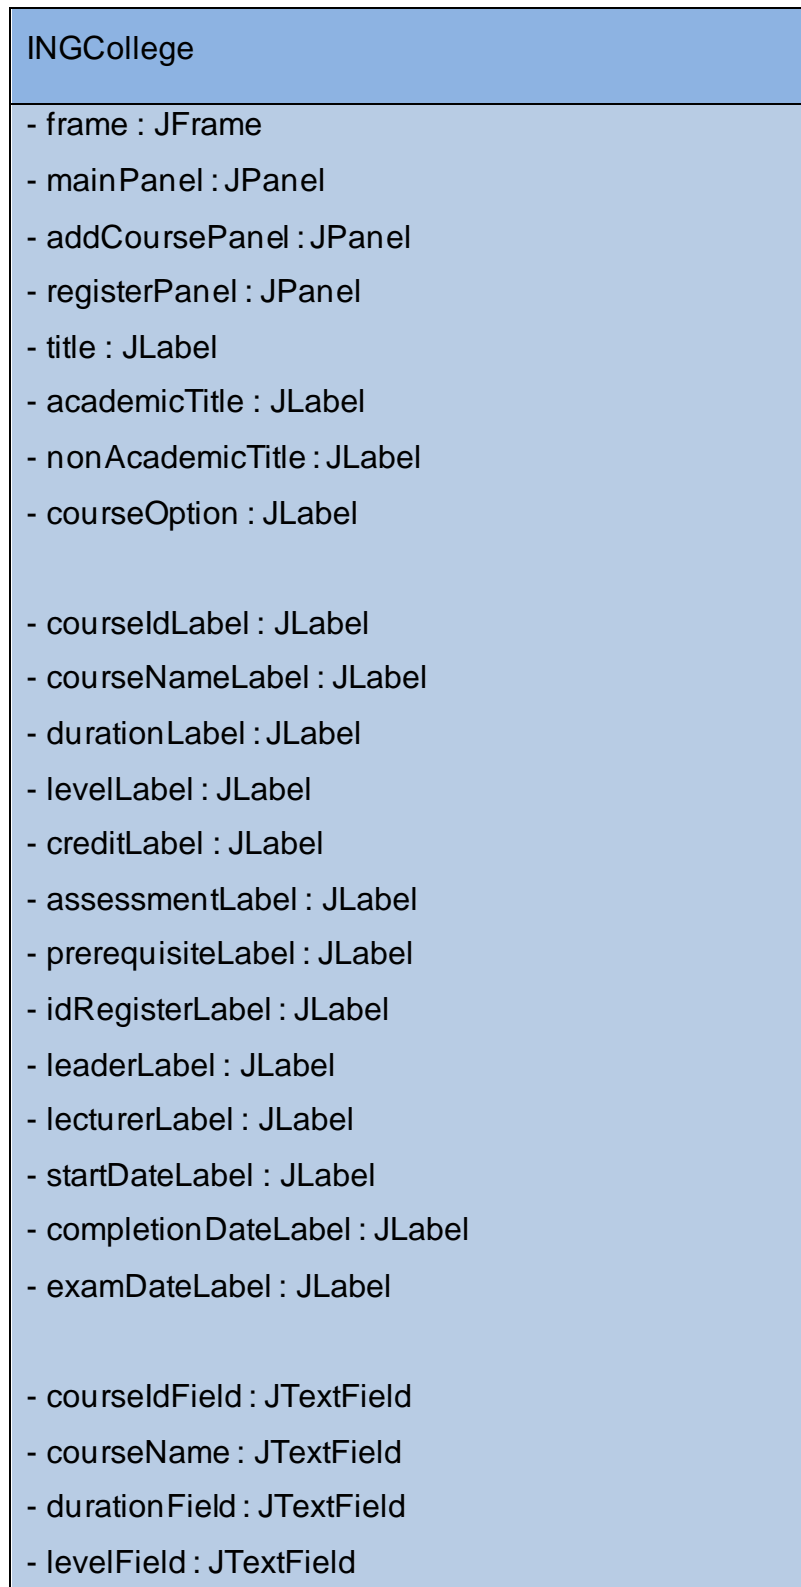 INGCollege
- frame : JFrame
- mainPanel : JPanel
- addCoursePanel : JPanel
- registerPanel : JPanel
- title : JLabel
- academicTitle : JLabel
- nonAcademicTitle : JLabel
- courseOption : JLabel
- courseIdLabel : JLabel
- courseNameLabel : JLabel
- durationLabel : JLabel
- levelLabel : JLabel
- creditLabel : JLabel
- assessmentLabel : JLabel
- prerequisiteLabel : JLabel
- idRegisterLabel : JLabel
- leaderLabel : JLabel
- lecturerLabel : JLabel
- startDateLabel : JLabel
- completionDateLabel : JLabel
- examDateLabel : JLabel
- courseIdField : JTextField
- courseName : JTextField
- durationField : JTextField
- levelField : JTextField